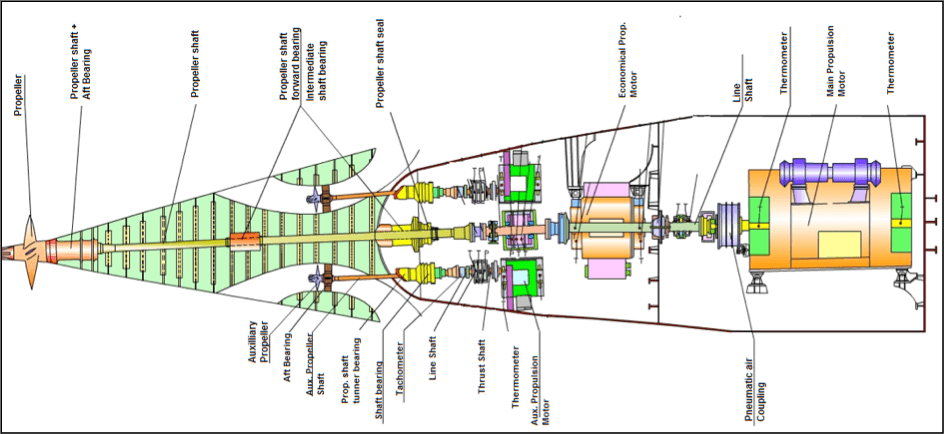 Propeller
Propeller shaft +
Aft Bearing
Propeller shaft
Propeller shaft
forward bearing
Intermediate
shaft bearing
Propeller shaft seal
Economical Prop.
Motor
Line
Shaft
Thermometer
Main Propulsion
Motor
Thermometer
Auxilliary
Propeller
Aft Bearing
Aux. Propeller
Shaft
Prop. shaft
tunner bearing
Shaft bearing
Tachometer
Line Shaft
Thrust Shaft
Thermometer
Aux. Propulsion
Motor
Pneumatic air
Coupling